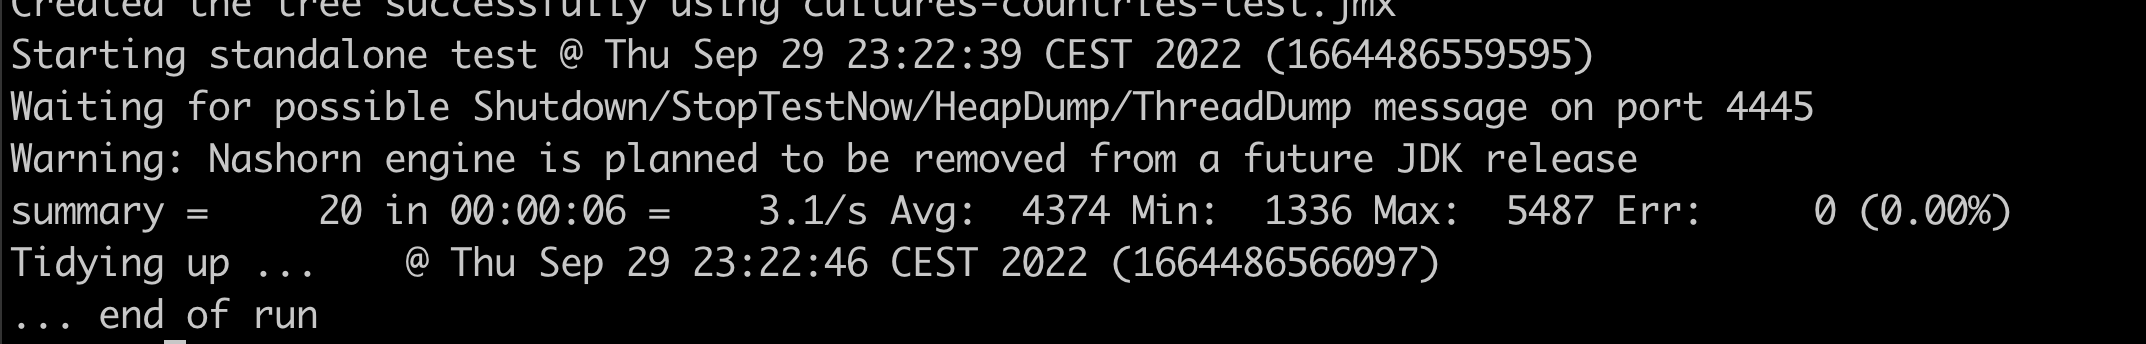 Created the tree successfully using cultures-countries-test.jmx
Starting standalone test @ Thu Sep 29 23:22:39 CEST 2022 (1664486559595)
Waiting for possible Shutdown/StopTestNow/HeapDump/ThreadDump message on port 4445
Warning: Nashorn engine is planned to be removed from a future JDK release
summary =     20 in 00:00:06 =    3.1/s Avg:  4374 Min:  1336 Max:  5487 Err:     0 (0.00%)
Tidying up ...    @ Thu Sep 29 23:22:46 CEST 2022 (1664486566097)
... end of run